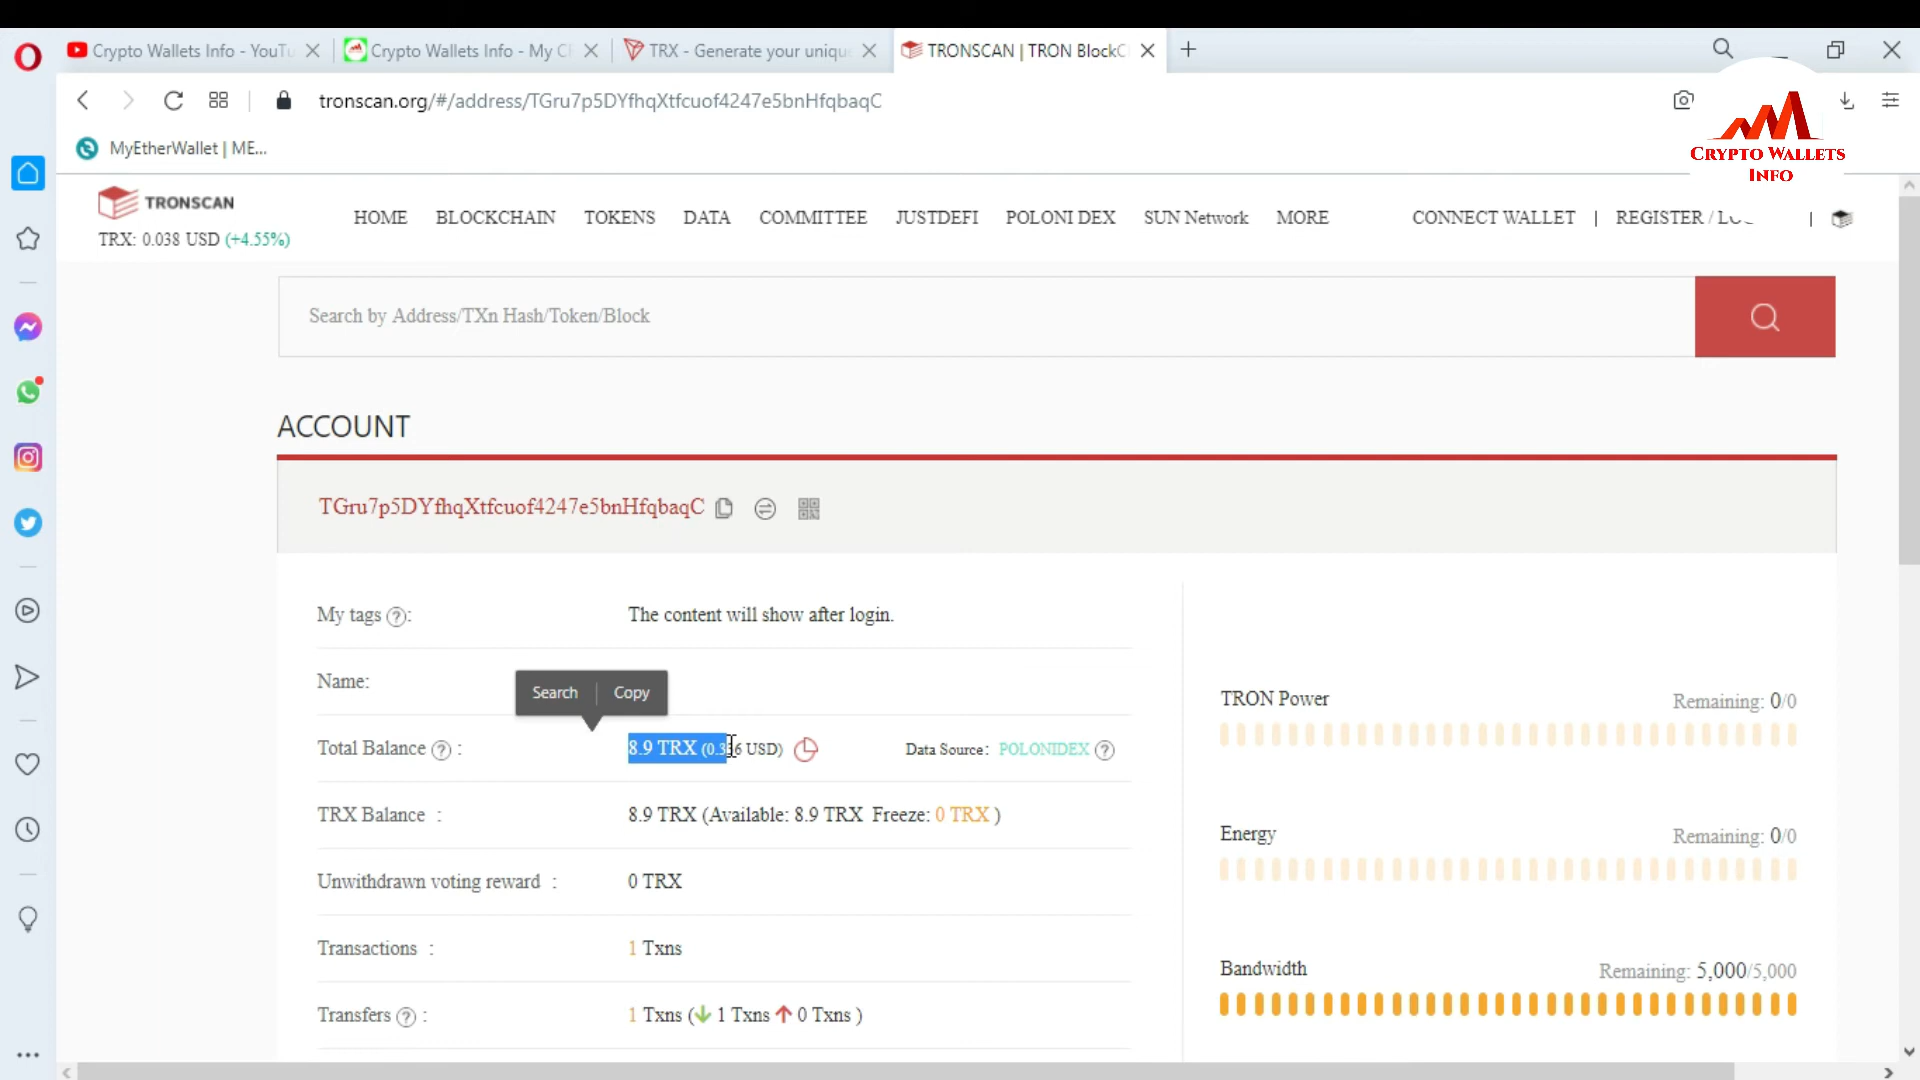 Crypto Wallets Info - YouTu
Crypto Wallets Info - My Ch
TRX - Generate your unique
TRONSCAN | TRON BlockC
tronscan.org/#/address/TGru7p5DYfhqXtfcuof4247e5bnHfqbaqC
MyEtherWallet | ME...
CRYPTO WALLETS
INFO
TRONSCAN
TRX: 0.038 USD (+4.55%)
HOME BLOCKCHAIN TOKENS DATA COMMITTEE JUSTDEFI POLONI DEX SUN Network MORE CONNECT WALLET | REGISTER / |
Search by Address/TXn Hash/Token/Block
ACCOUNT
TGru7p5DYfhqXtfcuof4247e5bnHfqbaqC
My tags ? : The content will show after login.
Name:
Search | Copy
Total Balance ? : 8.9 TRX (0.336 USD) Data Source: POLONIDEX ?
TRX Balance : 8.9 TRX (Available: 8.9 TRX Freeze: 0 TRX )
Unwithdrawn voting reward : 0 TRX
Transactions : 1 Txns
Transfers ? : 1 Txns ( 1 Txns 0 Txns )
TRON Power Remaining: 0/0
Energy Remaining: 0/0
Bandwidth Remaining: 5,000/5,000